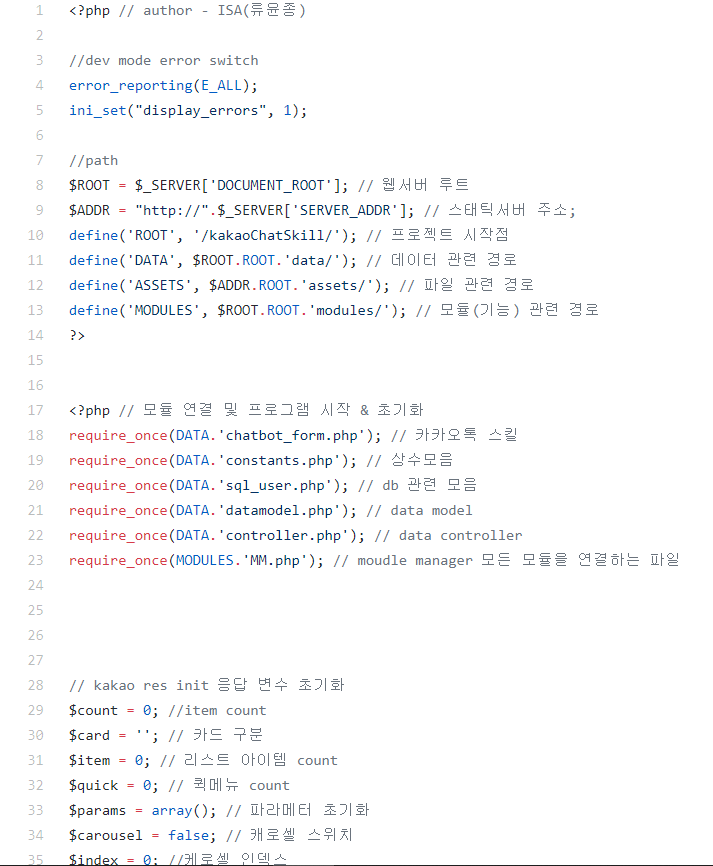 1 <?php // author - ISA(류윤종)
2
3 //dev mode error switch
4 error_reporting(E_ALL);
5 ini_set("display_errors", 1);
6
7 //path
8 $ROOT = $_SERVER['DOCUMENT_ROOT']; // 웹서버 루트
9 $ADDR = "http://".$_SERVER['SERVER_ADDR']; // 스태틱서버 주소;
10 define('ROOT', '/kakaoChatSkill/'); // 프로젝트 시작점
11 define('DATA', $ROOT.ROOT.'data/'); // 데이터 관련 경로
12 define('ASSETS', $ADDR.ROOT.'assets/'); // 파일 관련 경로
13 define('MODULES', $ROOT.ROOT.'modules/'); // 모듈(기능) 관련 경로
14 ?>
15
16
17 <?php // 모듈 연결 및 프로그램 시작 & 초기화
18 require_once(DATA.'chatbot_form.php'); // 카카오톡 스킬
19 require_once(DATA.'constants.php'); // 상수모음
20 require_once(DATA.'sql_user.php'); // db 관련 모음
21 require_once(DATA.'datamodel.php'); // data model
22 require_once(DATA.'controller.php'); // data controller
23 require_once(MODULES.'MM.php'); // moudle manager 모든 모듈을 연결하는 파일
24
25
26
27
28 // kakao res init 응답 변수 초기화
29 $count = 0; //item count
30 $card = ''; // 카드 구분
31 $item = 0; // 리스트 아이템 count
32 $quick = 0; // 퀵메뉴 count
33 $params = array(); // 파라메터 초기화
34 $carousel = false; // 캐로셀 스위치
35 $index = 0; //케로셀 인덱스